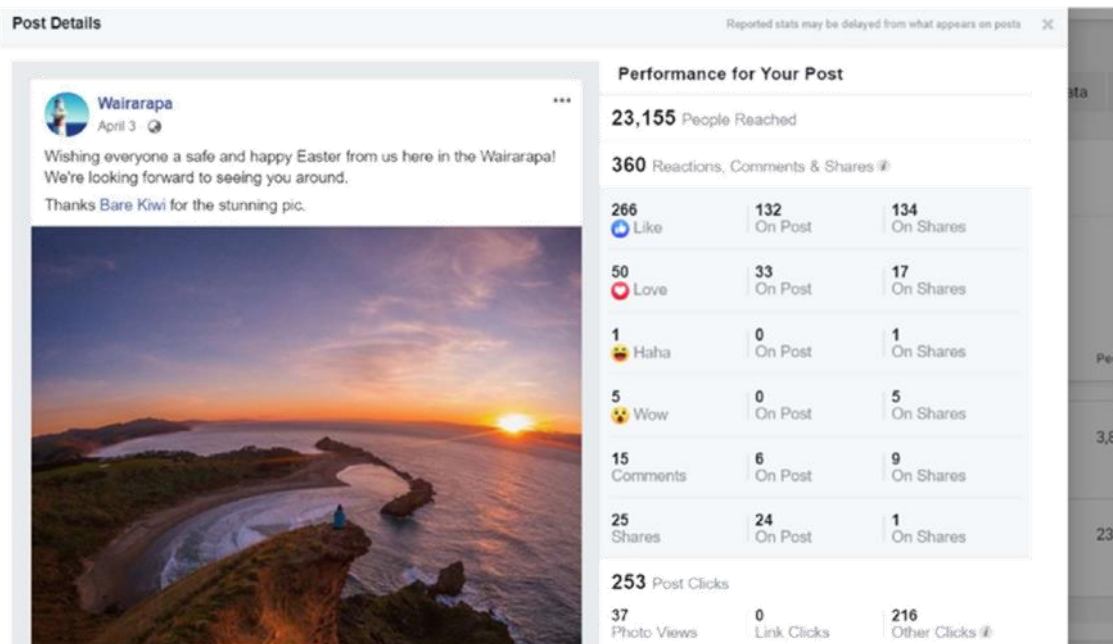 Post Details
Reported stats may be delayed from what appears on posts
Wairarapa
April 3
Wishing everyone a safe and happy Easter from us here in the Wairarapa!
We're looking forward to seeing you around.
Thanks Bare Kiwi for the stunning pic.
Performance for Your Post
23,155 People Reached
360 Reactions, Comments & Shares
266 132 134
Like On Post On Shares
50 33 17
Love On Post On Shares
1 0 1
Haha On Post On Shares
5 0 5
Wow On Post On Shares
15 6 9
Comments On Post On Shares
25 24 1
Shares On Post On Shares
253 Post Clicks
37 0 216
Photo Views Link Clicks Other Clicks